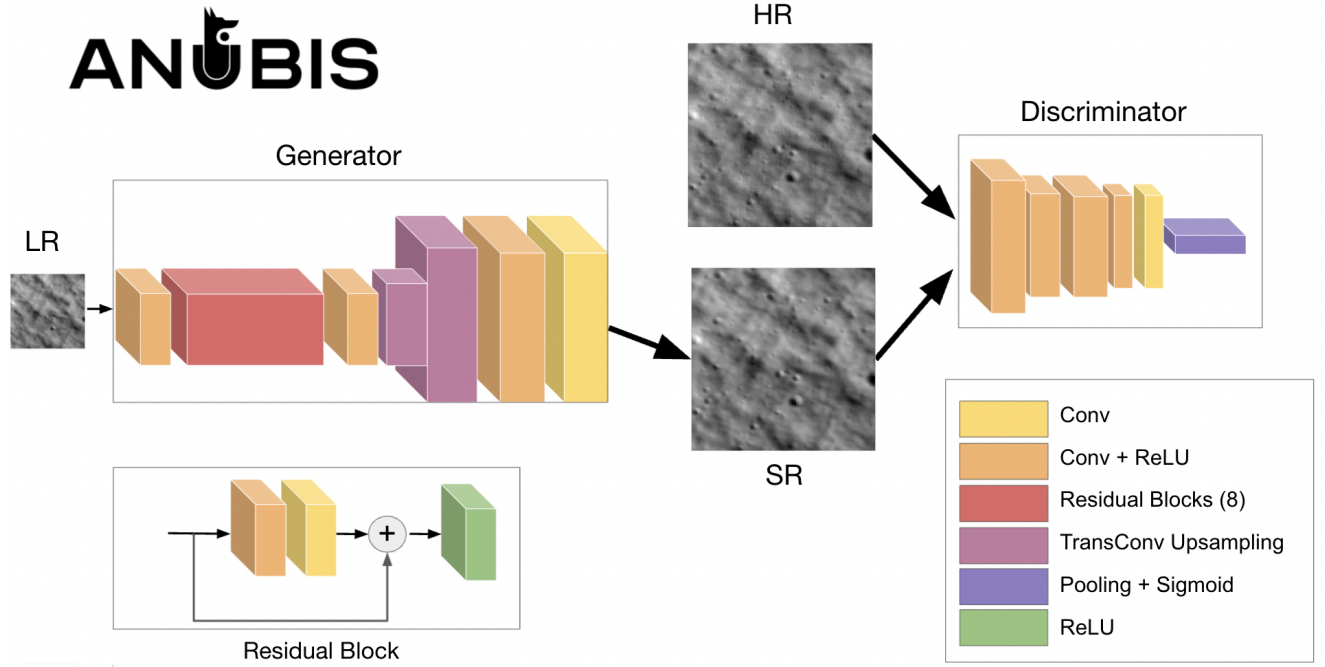 ANUBIS
HR
Discriminator
Generator
LR
SR
Conv
Conv + ReLU
Residual Blocks (8)
TransConv Upsampling
Pooling + Sigmoid
ReLU
+
Residual Block